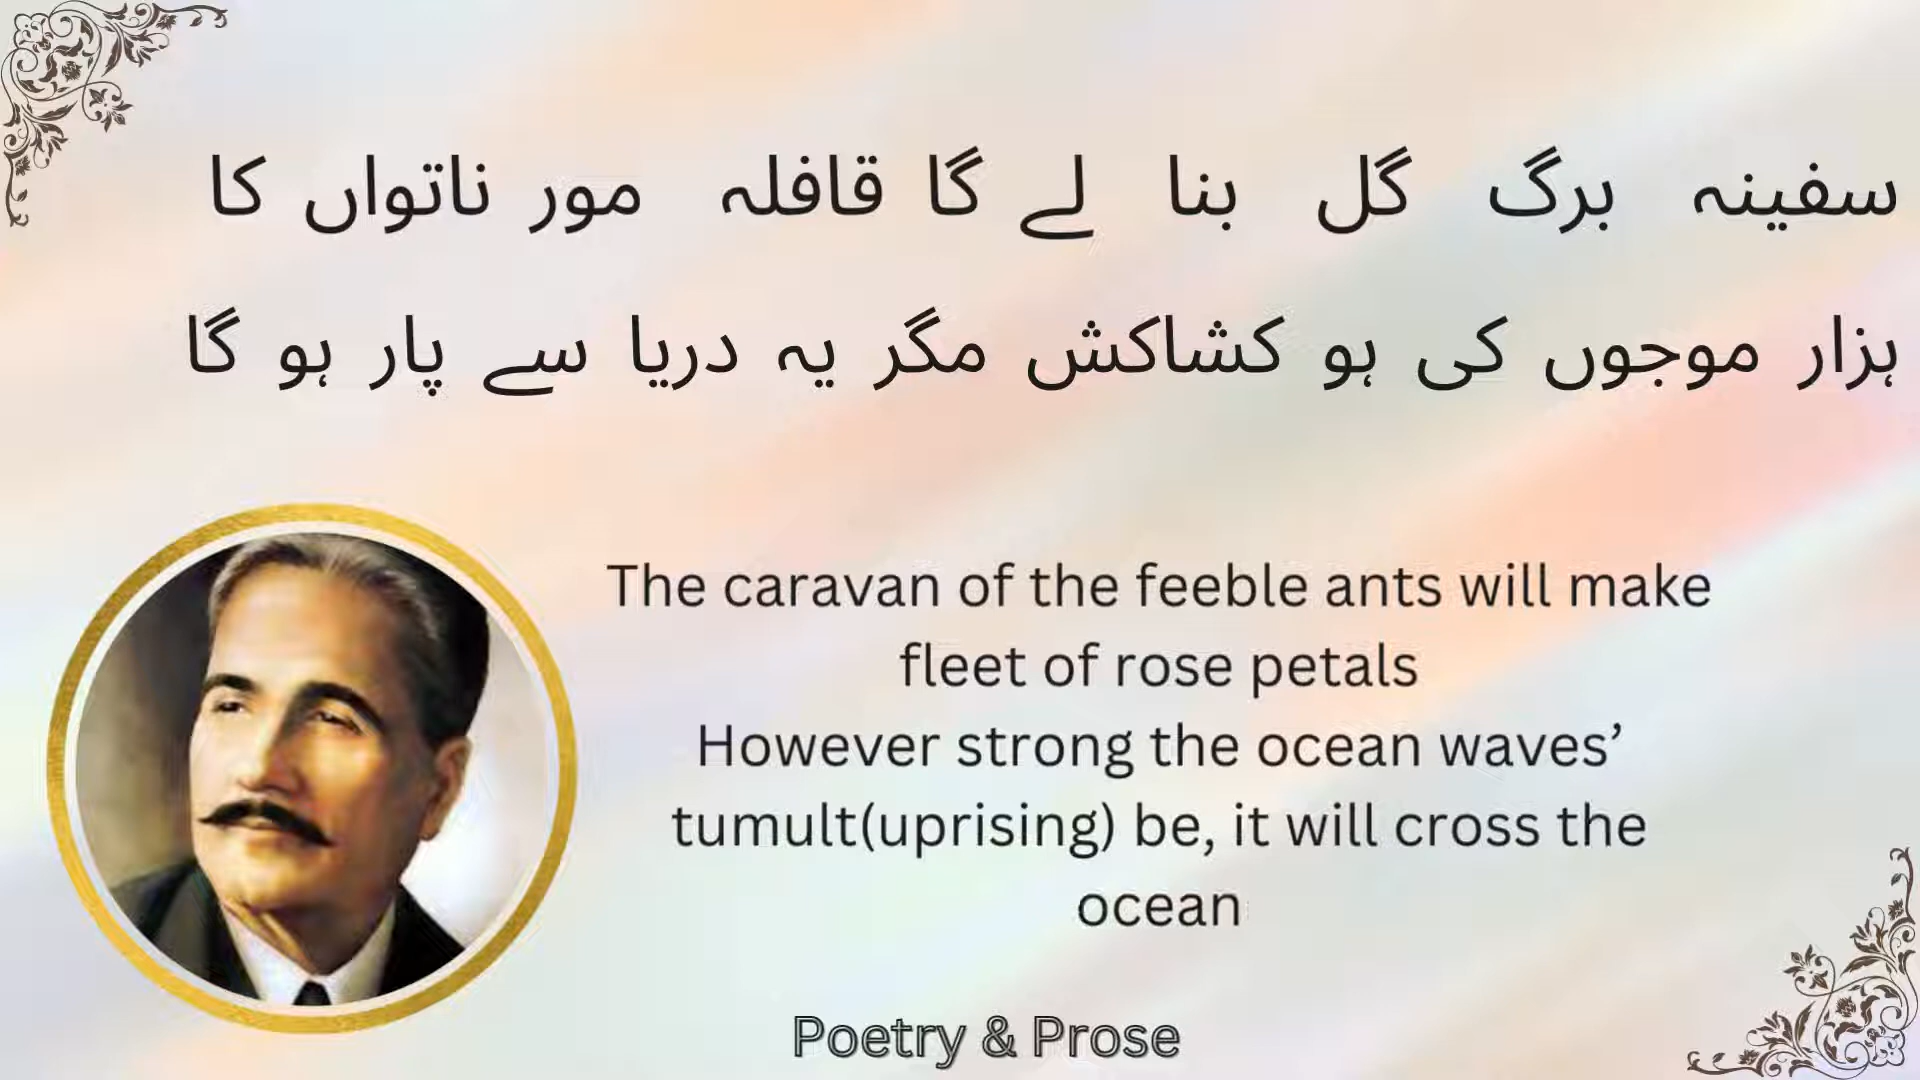 سفینہ برگ گل بنا لے گا قافلہ مور ناتواں کا
ہزار موجوں کی ہو کشاکش مگر یہ دریا سے پار ہو گا
The caravan of the feeble ants will make
fleet of rose petals
However strong the ocean waves’
tumult(uprising) be, it will cross the
ocean
Poetry & Prose